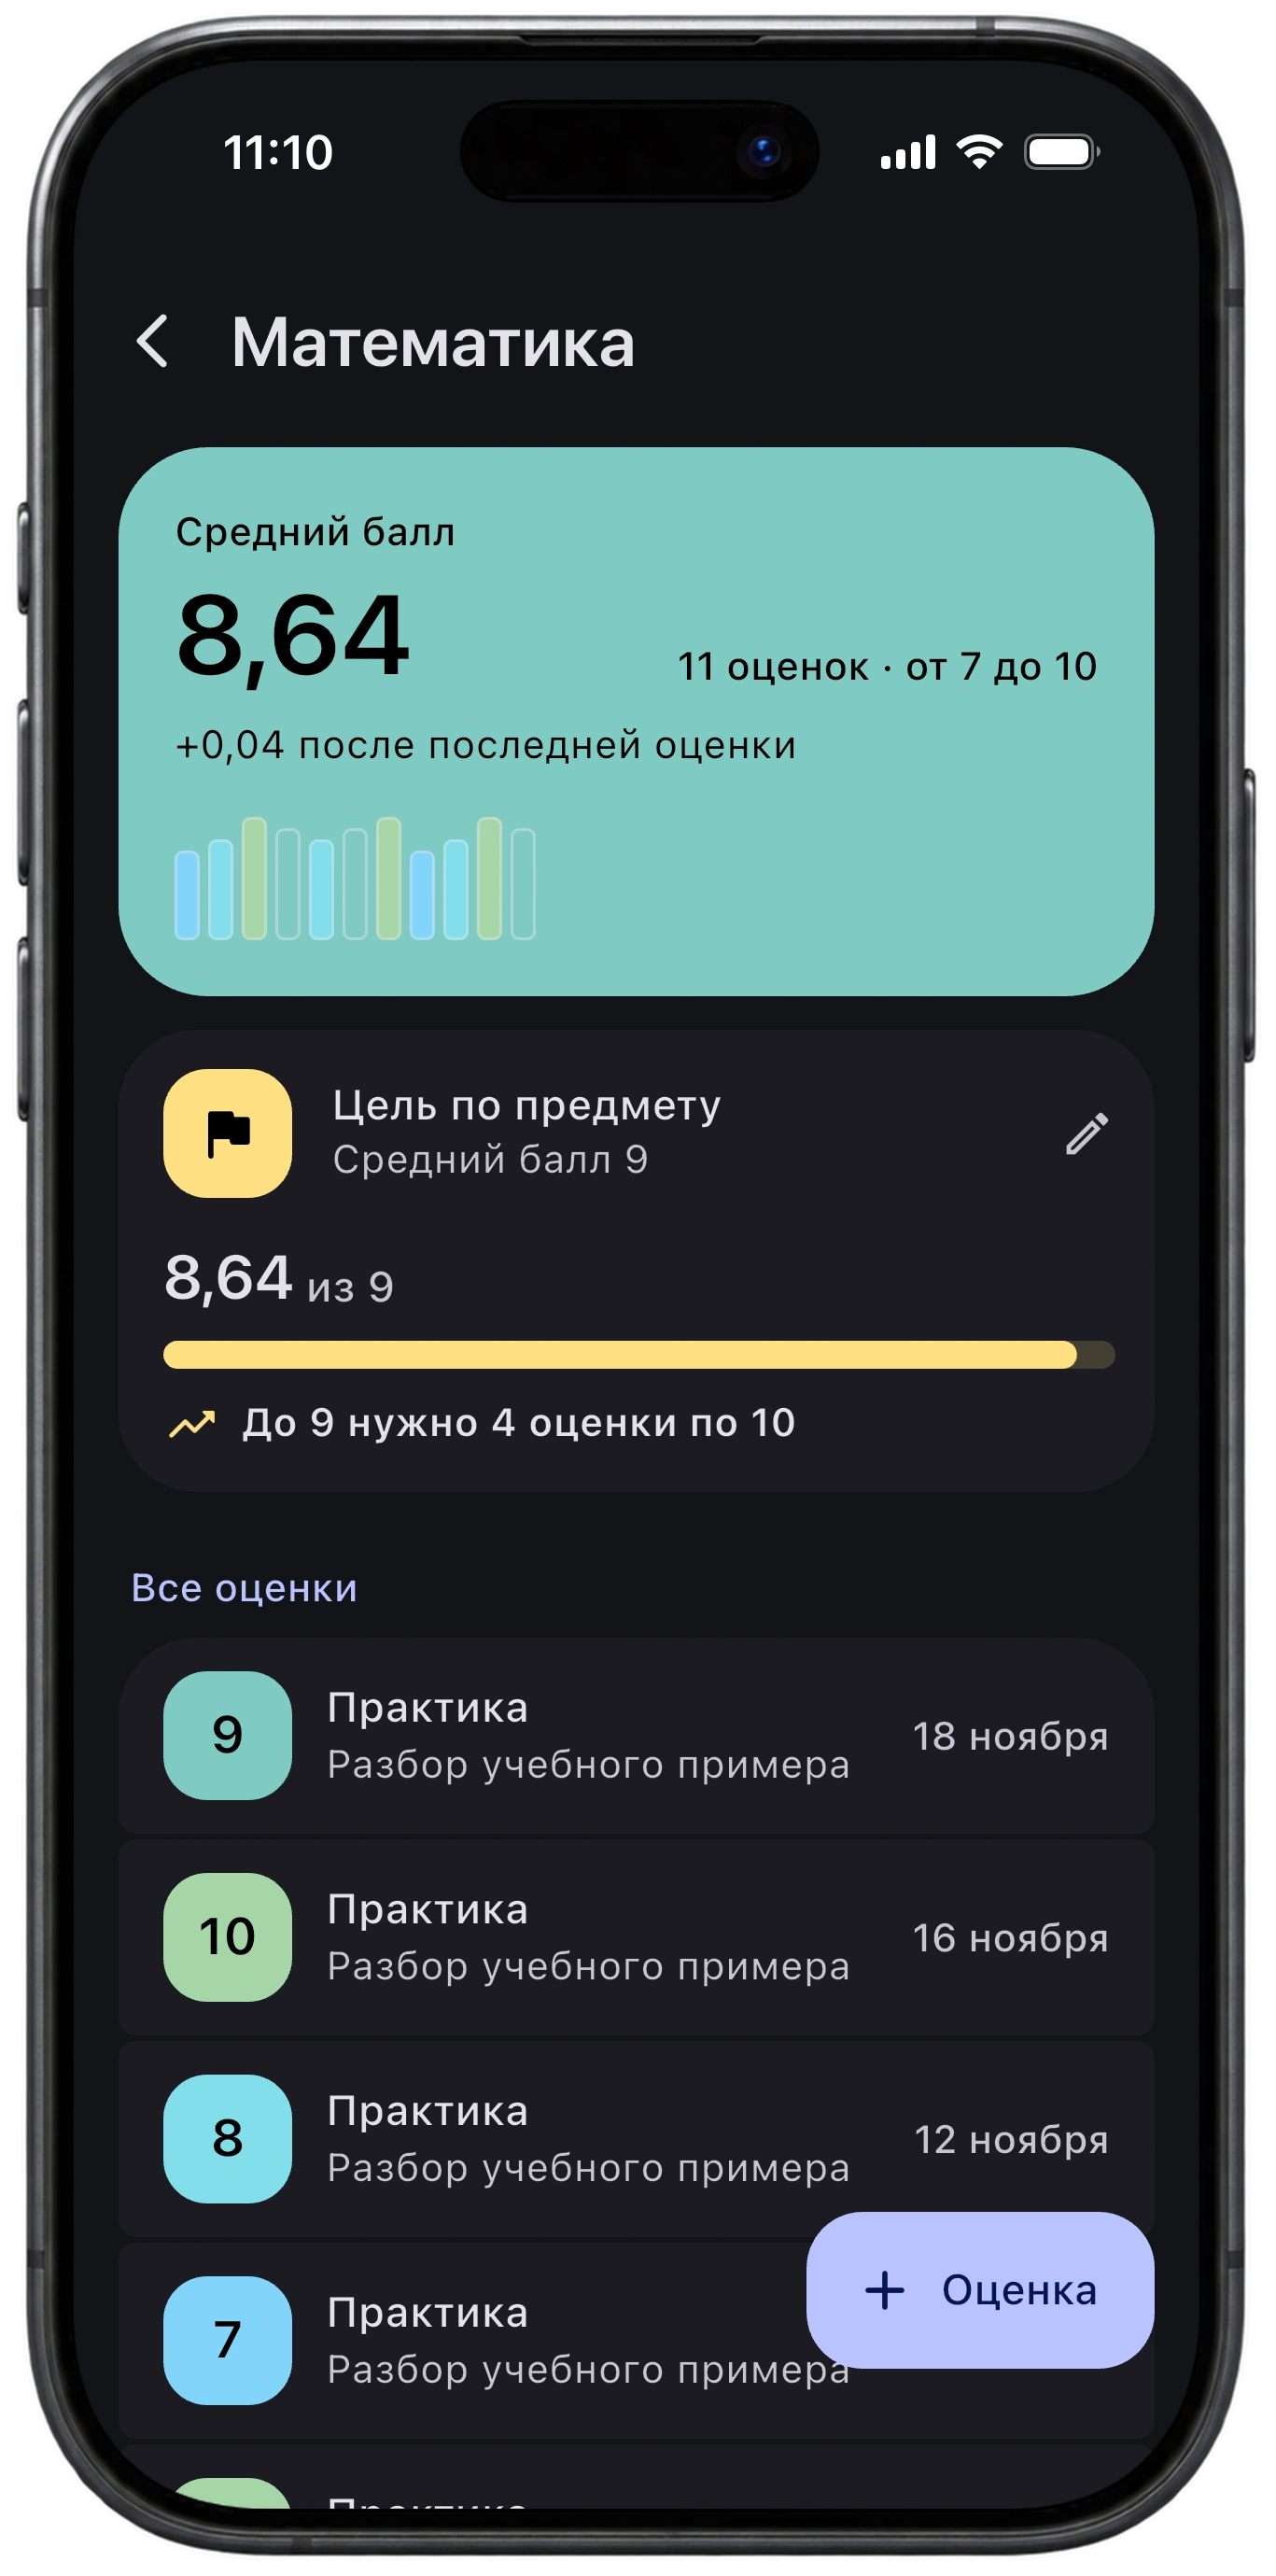 11:10
Математика
Средний балл
8,64
11 оценок · от 7 до 10
+0,04 после последней оценки
Цель по предмету
Средний балл 9
8,64 из 9
До 9 нужно 4 оценки по 10
Все оценки
9
Практика
Разбор учебного примера
18 ноября
10
Практика
Разбор учебного примера
16 ноября
8
Практика
Разбор учебного примера
12 ноября
7
Практика
Разбор учебного примера
+ Оценка
Практика